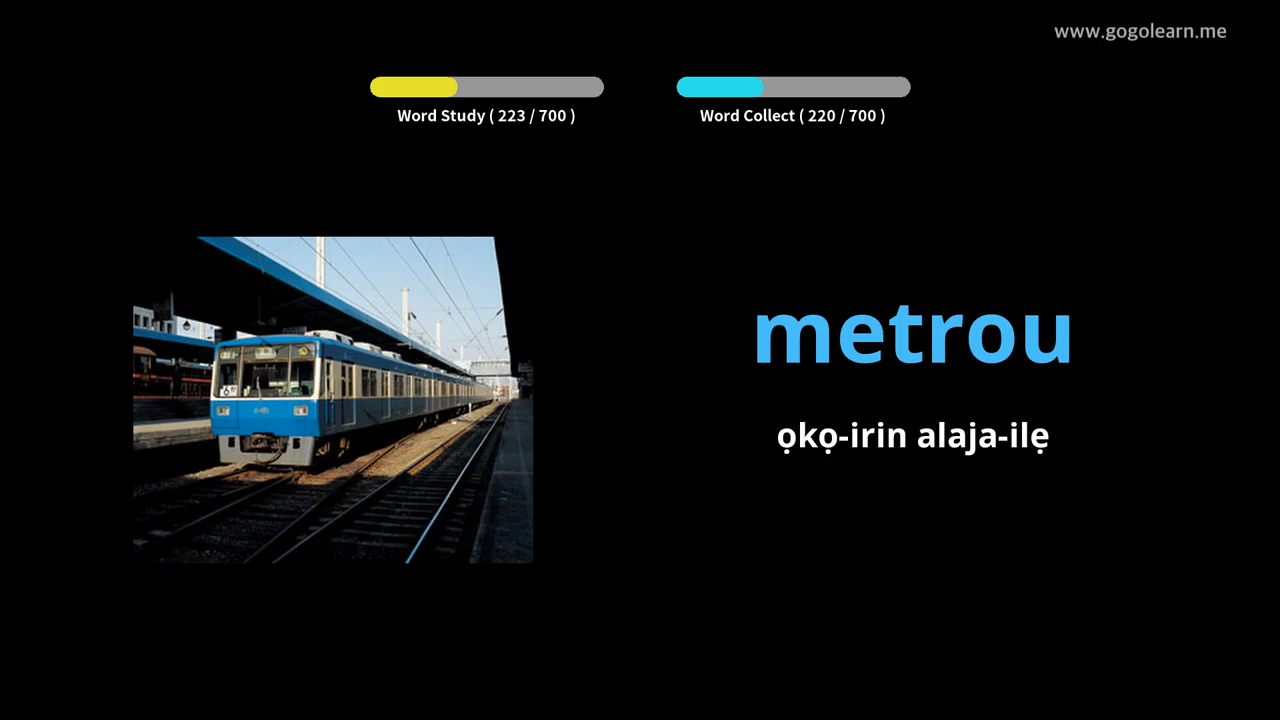 www.gogolearn.me
Word Study ( 223 / 700 )
Word Collect ( 220 / 700 )
metrou
ọkọ-irin alaja-ilẹ